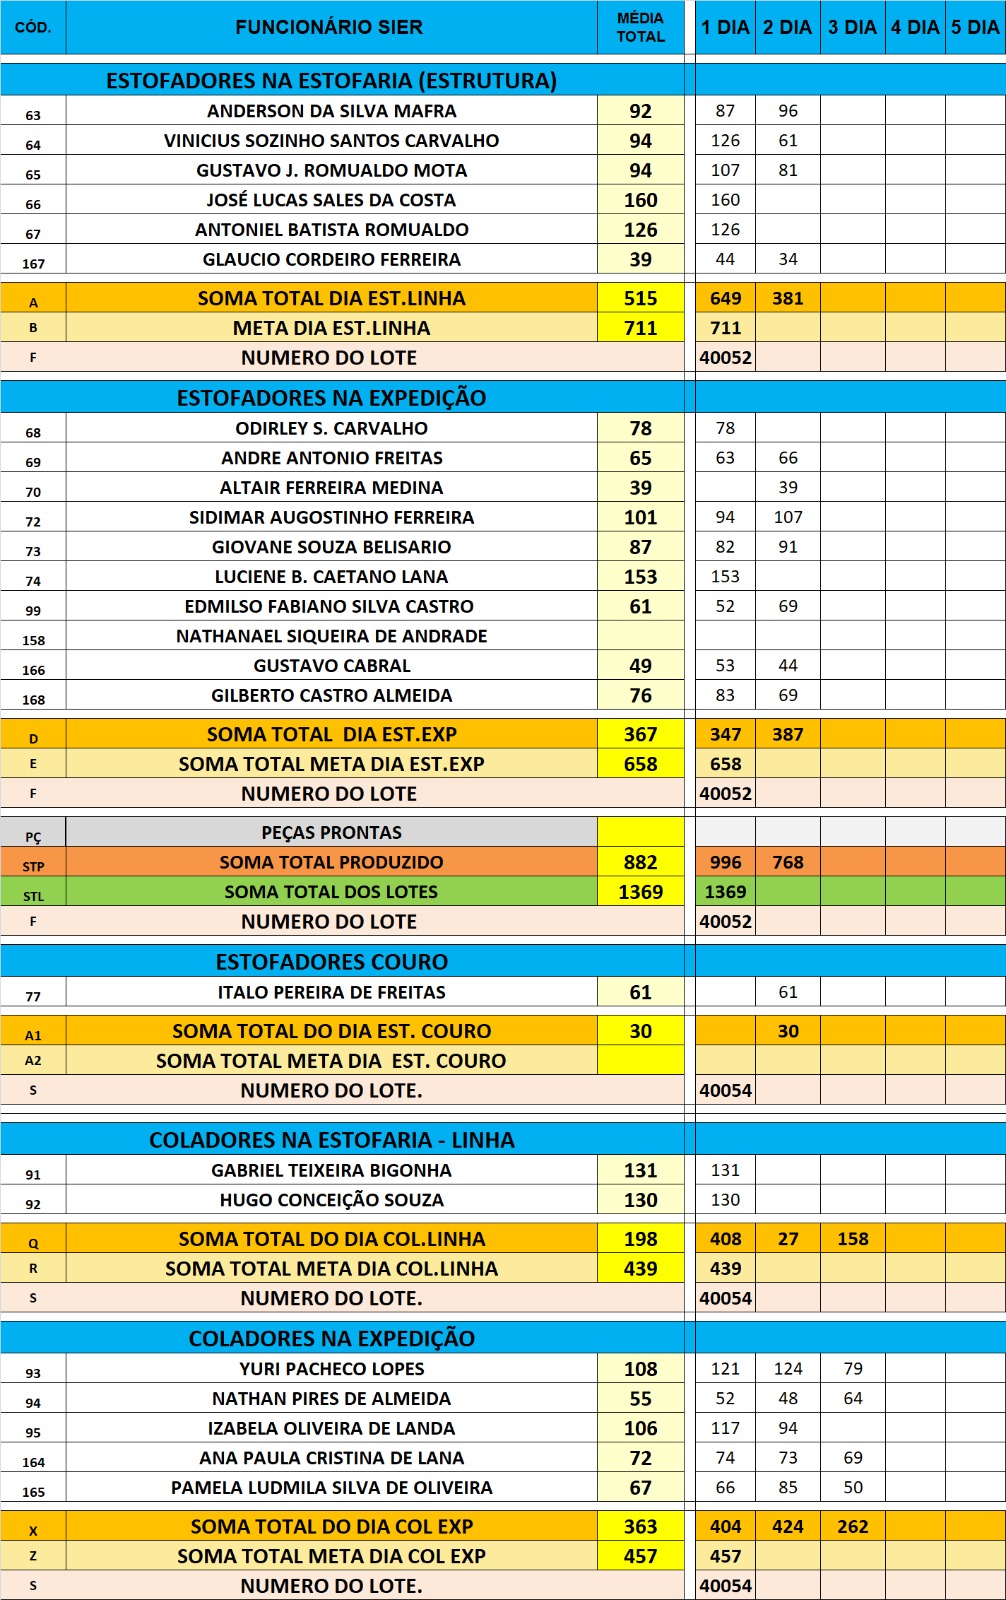 CÓD. FUNCIONÁRIO SIER MÉDIA TOTAL 1 DIA 2 DIA 3 DIA 4 DIA 5 DIA
ESTOFADORES NA ESTOFARIA (ESTRUTURA)
63 ANDERSON DA SILVA MAFRA 92 87 96
64 VINICIUS SOZINHO SANTOS CARVALHO 94 126 61
65 GUSTAVO J. ROMUALDO MOTA 94 107 81
66 JOSÉ LUCAS SALES DA COSTA 160 160
67 ANTONIEL BATISTA ROMUALDO 126 126
167 GLAUCIO CORDEIRO FERREIRA 39 44 34
A SOMA TOTAL DIA EST.LINHA 515 649 381
B META DIA EST.LINHA 711 711
F NUMERO DO LOTE 40052
ESTOFADORES NA EXPEDIÇÃO
68 ODIRLEY S. CARVALHO 78 78
69 ANDRE ANTONIO FREITAS 65 63 66
70 ALTAIR FERREIRA MEDINA 39 39
72 SIDIMAR AUGOSTINHO FERREIRA 101 94 107
73 GIOVANE SOUZA BELISARIO 87 82 91
74 LUCIENE B. CAETANO LANA 153 153
99 EDMILSO FABIANO SILVA CASTRO 61 52 69
158 NATHANAEL SIQUEIRA DE ANDRADE
166 GUSTAVO CABRAL 49 53 44
168 GILBERTO CASTRO ALMEIDA 76 83 69
D SOMA TOTAL DIA EST.EXP 367 347 387
E SOMA TOTAL META DIA EST.EXP 658 658
F NUMERO DO LOTE 40052
PÇ PEÇAS PRONTAS
STP SOMA TOTAL PRODUZIDO 882 996 768
STL SOMA TOTAL DOS LOTES 1369 1369
F NUMERO DO LOTE 40052
ESTOFADORES COURO
77 ITALO PEREIRA DE FREITAS 61 61
A1 SOMA TOTAL DO DIA EST. COURO 30 30
A2 SOMA TOTAL META DIA EST. COURO
S NUMERO DO LOTE. 40054
COLADORES NA ESTOFARIA - LINHA
91 GABRIEL TEIXEIRA BIGONHA 131 131
92 HUGO CONCEIÇÃO SOUZA 130 130
Q SOMA TOTAL DO DIA COL.LINHA 198 408 27 158
R SOMA TOTAL META DIA COL.LINHA 439 439
S NUMERO DO LOTE. 40054
COLADORES NA EXPEDIÇÃO
93 YURI PACHECO LOPES 108 121 124 79
94 NATHAN PIRES DE ALMEIDA 55 52 48 64
95 IZABELA OLIVEIRA DE LANDA 106 117 94
164 ANA PAULA CRISTINA DE LANA 72 74 73 69
165 PAMELA LUDMILA SILVA DE OLIVEIRA 67 66 85 50
X SOMA TOTAL DO DIA COL EXP 363 404 424 262
Z SOMA TOTAL META DIA COL EXP 457 457
S NUMERO DO LOTE. 40054